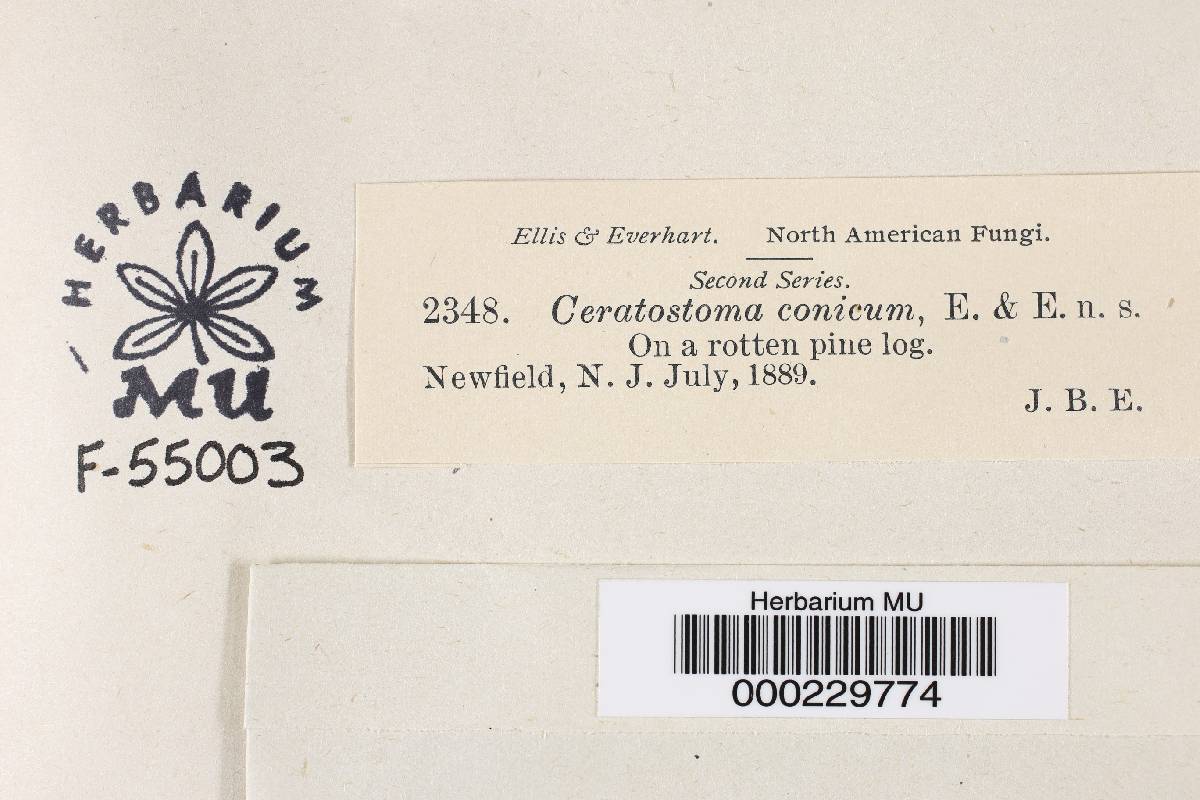 HERBARIUM
MU
F-55003
Ellis & Everhart. North American Fungi.
Second Series.
2348. Ceratostoma conicum, E. & E. n. s.
On a rotten pine log.
Newfield, N. J. July, 1889.
J. B. E.
Herbarium MU
000229774